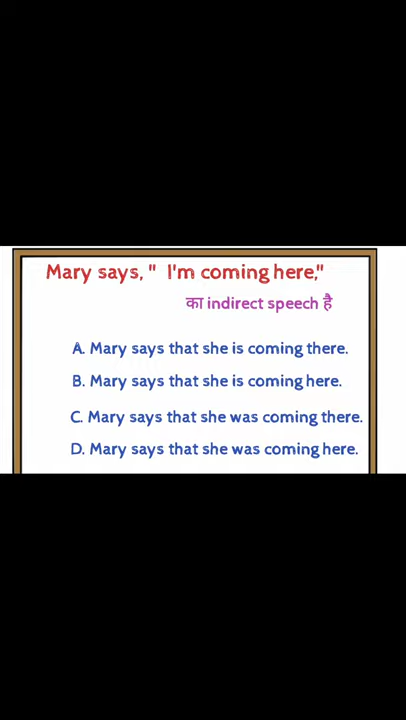 Mary says, " I'm coming here,"
का indirect speech है
A. Mary says that she is coming there.
B. Mary says that she is coming here.
C. Mary says that she was coming there.
D. Mary says that she was coming here.